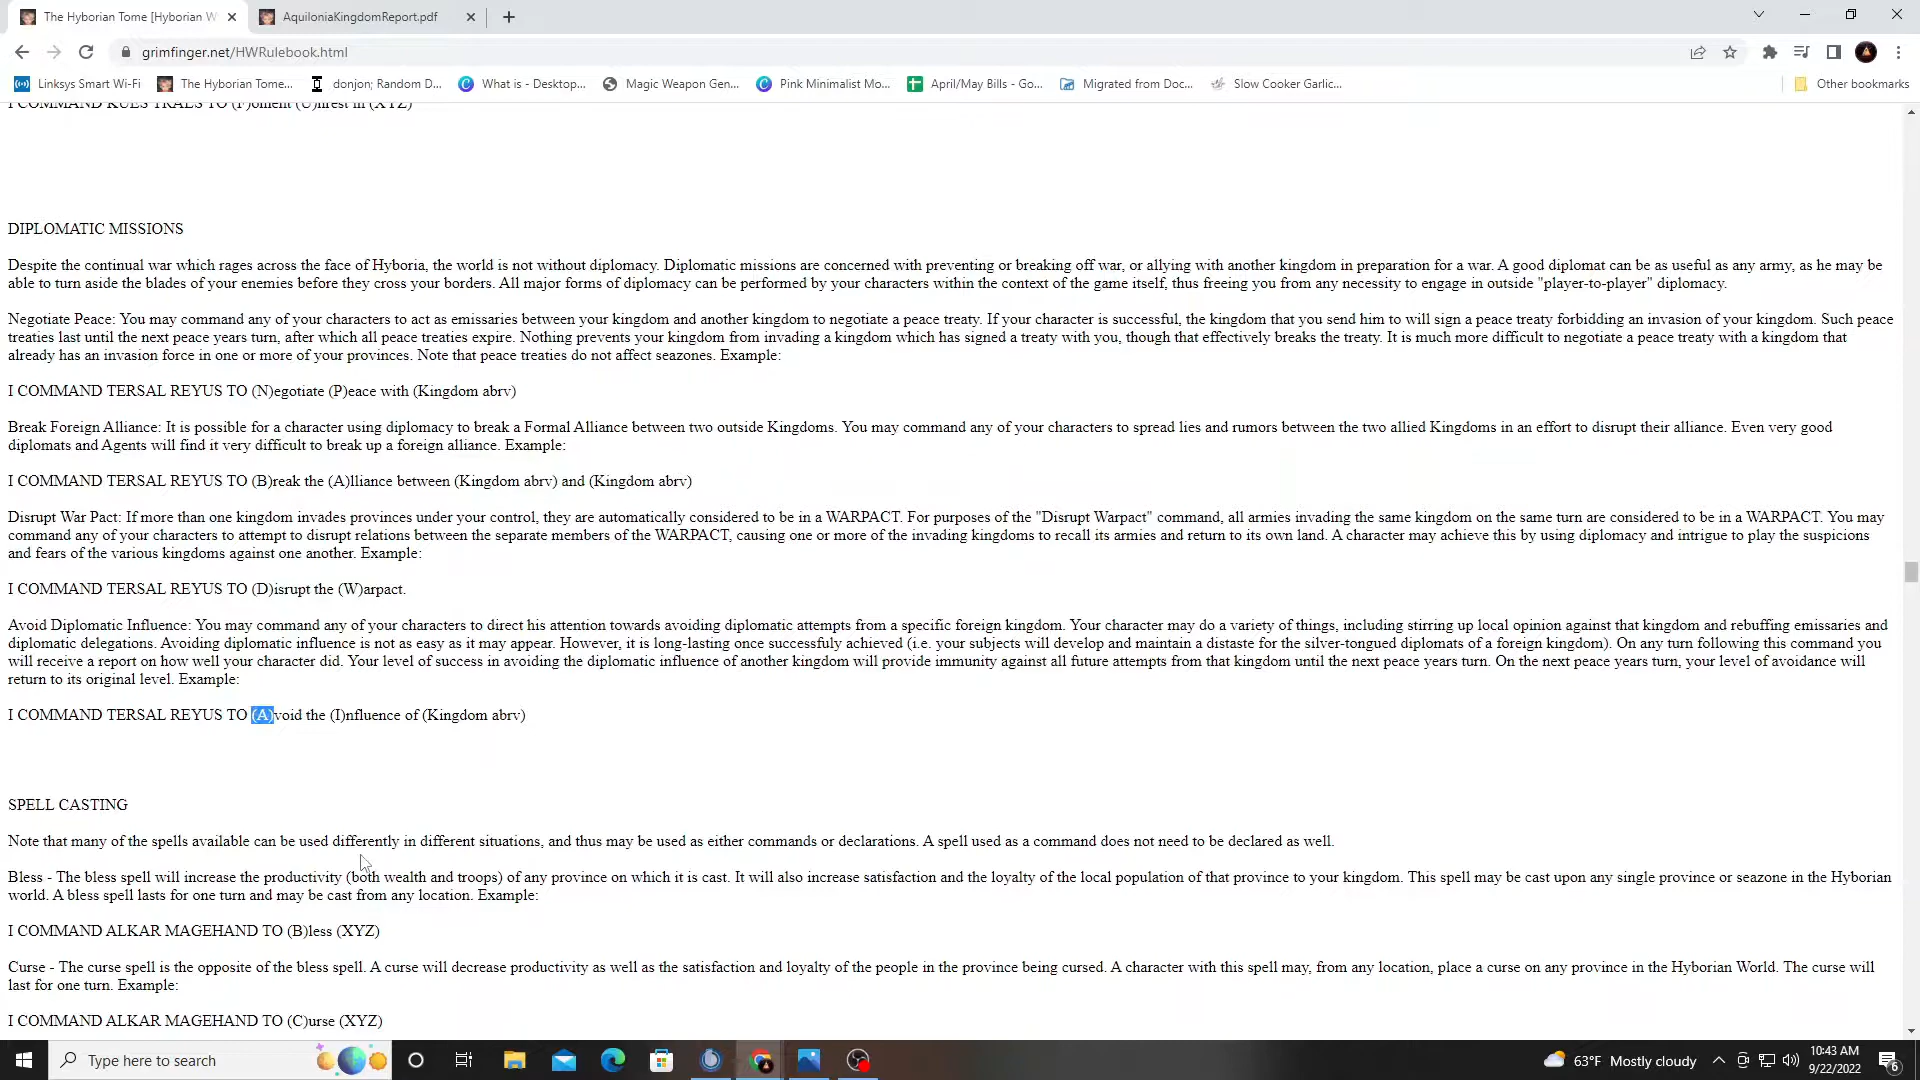 The Hyborian Tome [Hyborian W
AquiloniaKingdomReport.pdf
grimfinger.net/HWRulebook.html
Linksys Smart Wi-Fi
The Hyborian Tome...
donjon; Random D...
What is - Desktop...
Magic Weapon Gen...
Pink Minimalist Mo...
April/May Bills - Go...
Migrated from Doc...
Slow Cooker Garlic...
Other bookmarks
I COMMAND KUES TRALS TO (F)oment (U)nrest in (XYZ)
DIPLOMATIC MISSIONS
Despite the continual war which rages across the face of Hyboria, the world is not without diplomacy. Diplomatic missions are concerned with preventing or breaking off war, or allying with another kingdom in preparation for a war. A good diplomat can be as useful as any army, as he may be
able to turn aside the blades of your enemies before they cross your borders. All major forms of diplomacy can be performed by your characters within the context of the game itself, thus freeing you from any necessity to engage in outside "player-to-player" diplomacy.
Negotiate Peace: You may command any of your characters to act as emissaries between your kingdom and another kingdom to negotiate a peace treaty. If your character is successful, the kingdom that you send him to will sign a peace treaty forbidding an invasion of your kingdom. Such peace
treaties last until the next peace years turn, after which all peace treaties expire. Nothing prevents your kingdom from invading a kingdom which has signed a treaty with you, though that effectively breaks the treaty. It is much more difficult to negotiate a peace treaty with a kingdom that
already has an invasion force in one or more of your provinces. Note that peace treaties do not affect seazones. Example:
I COMMAND TERSAL REYUS TO (N)egotiate (P)eace with (Kingdom abrv)
Break Foreign Alliance: It is possible for a character using diplomacy to break a Formal Alliance between two outside Kingdoms. You may command any of your characters to spread lies and rumors between the two allied Kingdoms in an effort to disrupt their alliance. Even very good
diplomats and Agents will find it very difficult to break up a foreign alliance. Example:
I COMMAND TERSAL REYUS TO (B)reak the (A)lliance between (Kingdom abrv) and (Kingdom abrv)
Disrupt War Pact: If more than one kingdom invades provinces under your control, they are automatically considered to be in a WARPACT. For purposes of the "Disrupt Warpact" command, all armies invading the same kingdom on the same turn are considered to be in a WARPACT. You may
command any of your characters to attempt to disrupt relations between the separate members of the WARPACT, causing one or more of the invading kingdoms to recall its armies and return to its own land. A character may achieve this by using diplomacy and intrigue to play the suspicions
and fears of the various kingdoms against one another. Example:
I COMMAND TERSAL REYUS TO (D)isrupt the (W)arpact.
Avoid Diplomatic Influence: You may command any of your characters to direct his attention towards avoiding diplomatic attempts from a specific foreign kingdom. Your character may do a variety of things, including stirring up local opinion against that kingdom and rebuffing emissaries and
diplomatic delegations. Avoiding diplomatic influence is not as easy as it may appear. However, it is long-lasting once successfuly achieved (i.e. your subjects will develop and maintain a distaste for the silver-tongued diplomats of a foreign kingdom). On any turn following this command you
will receive a report on how well your character did. Your level of success in avoiding the diplomatic influence of another kingdom will provide immunity against all future attempts from that kingdom until the next peace years turn. On the next peace years turn, your level of avoidance will
return to its original level. Example:
I COMMAND TERSAL REYUS TO (A)void the (I)nfluence of (Kingdom abrv)
SPELL CASTING
Note that many of the spells available can be used differently in different situations, and thus may be used as either commands or declarations. A spell used as a command does not need to be declared as well.
Bless - The bless spell will increase the productivity (both wealth and troops) of any province on which it is cast. It will also increase satisfaction and the loyalty of the local population of that province to your kingdom. This spell may be cast upon any single province or seazone in the Hyborian
world. A bless spell lasts for one turn and may be cast from any location. Example:
I COMMAND ALKAR MAGEHAND TO (B)less (XYZ)
Curse - The curse spell is the opposite of the bless spell. A curse will decrease productivity as well as the satisfaction and loyalty of the people in the province being cursed. A character with this spell may, from any location, place a curse on any province in the Hyborian World. The curse will
last for one turn. Example:
I COMMAND ALKAR MAGEHAND TO (C)urse (XYZ)
Type here to search
63°F Mostly cloudy
10:43 AM
9/22/2022
6